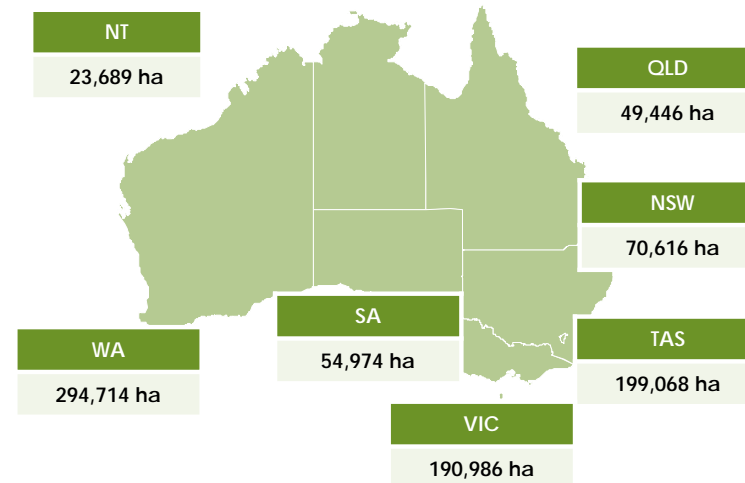 NT
23,689 ha
QLD
49,446 ha
NSW
70,616 ha
SA
54,974 ha
TAS
199,068 ha
WA
294,714 ha
VIC
190,986 ha